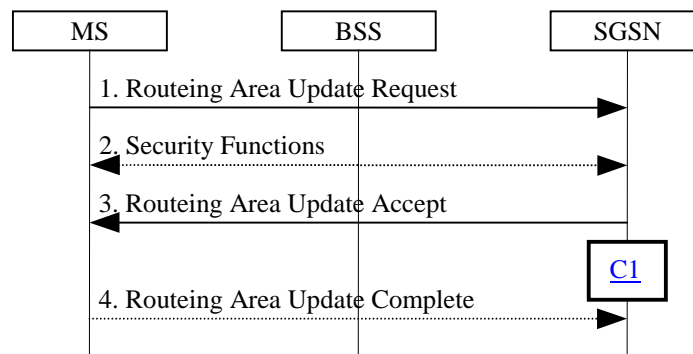 MS BSS SGSN
1. Routeing Area Update Request
2. Security Functions
3. Routeing Area Update Accept
C1
4. Routeing Area Update Complete